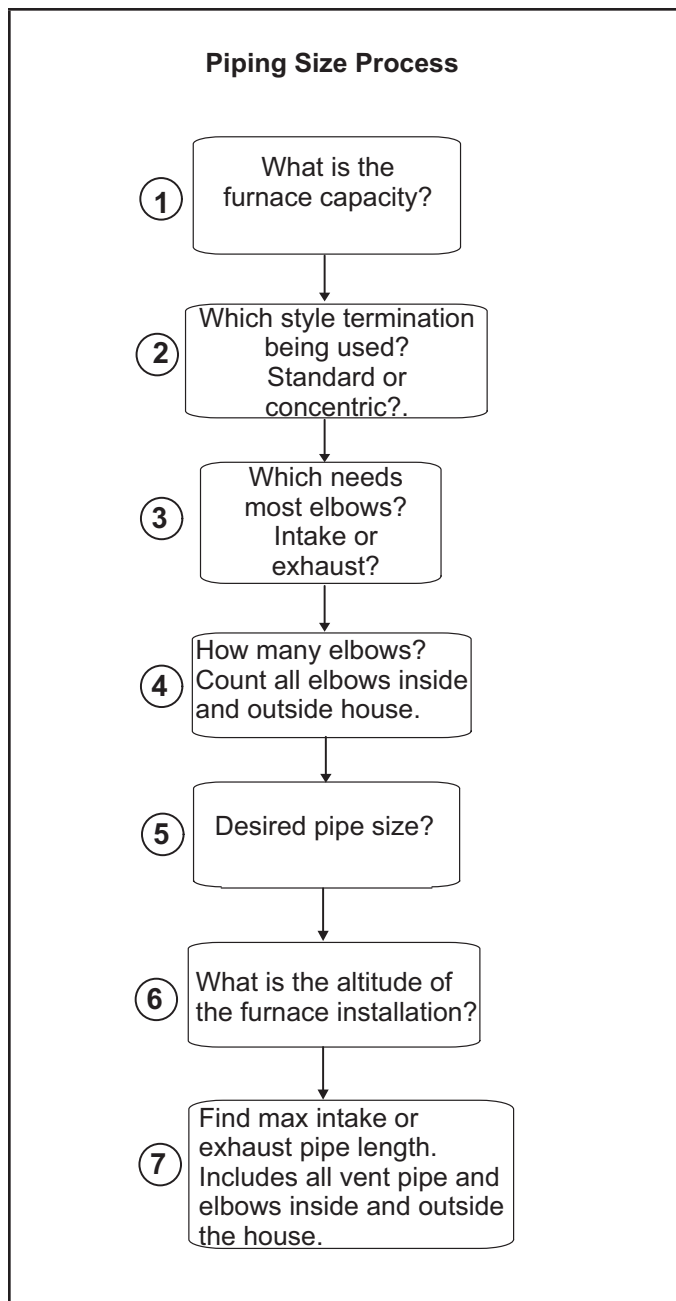 Piping Size Process
1
What is the
furnace capacity?
2
Which style termination
being used?
Standard or
concentric?.
3
Which needs
most elbows?
Intake or
exhaust?
4
How many elbows?
Count all elbows inside
and outside house.
5
Desired pipe size?
6
What is the altitude of
the furnace installation?
7
Find max intake or
exhaust pipe length.
Includes all vent pipe and
elbows inside and outside
the house.